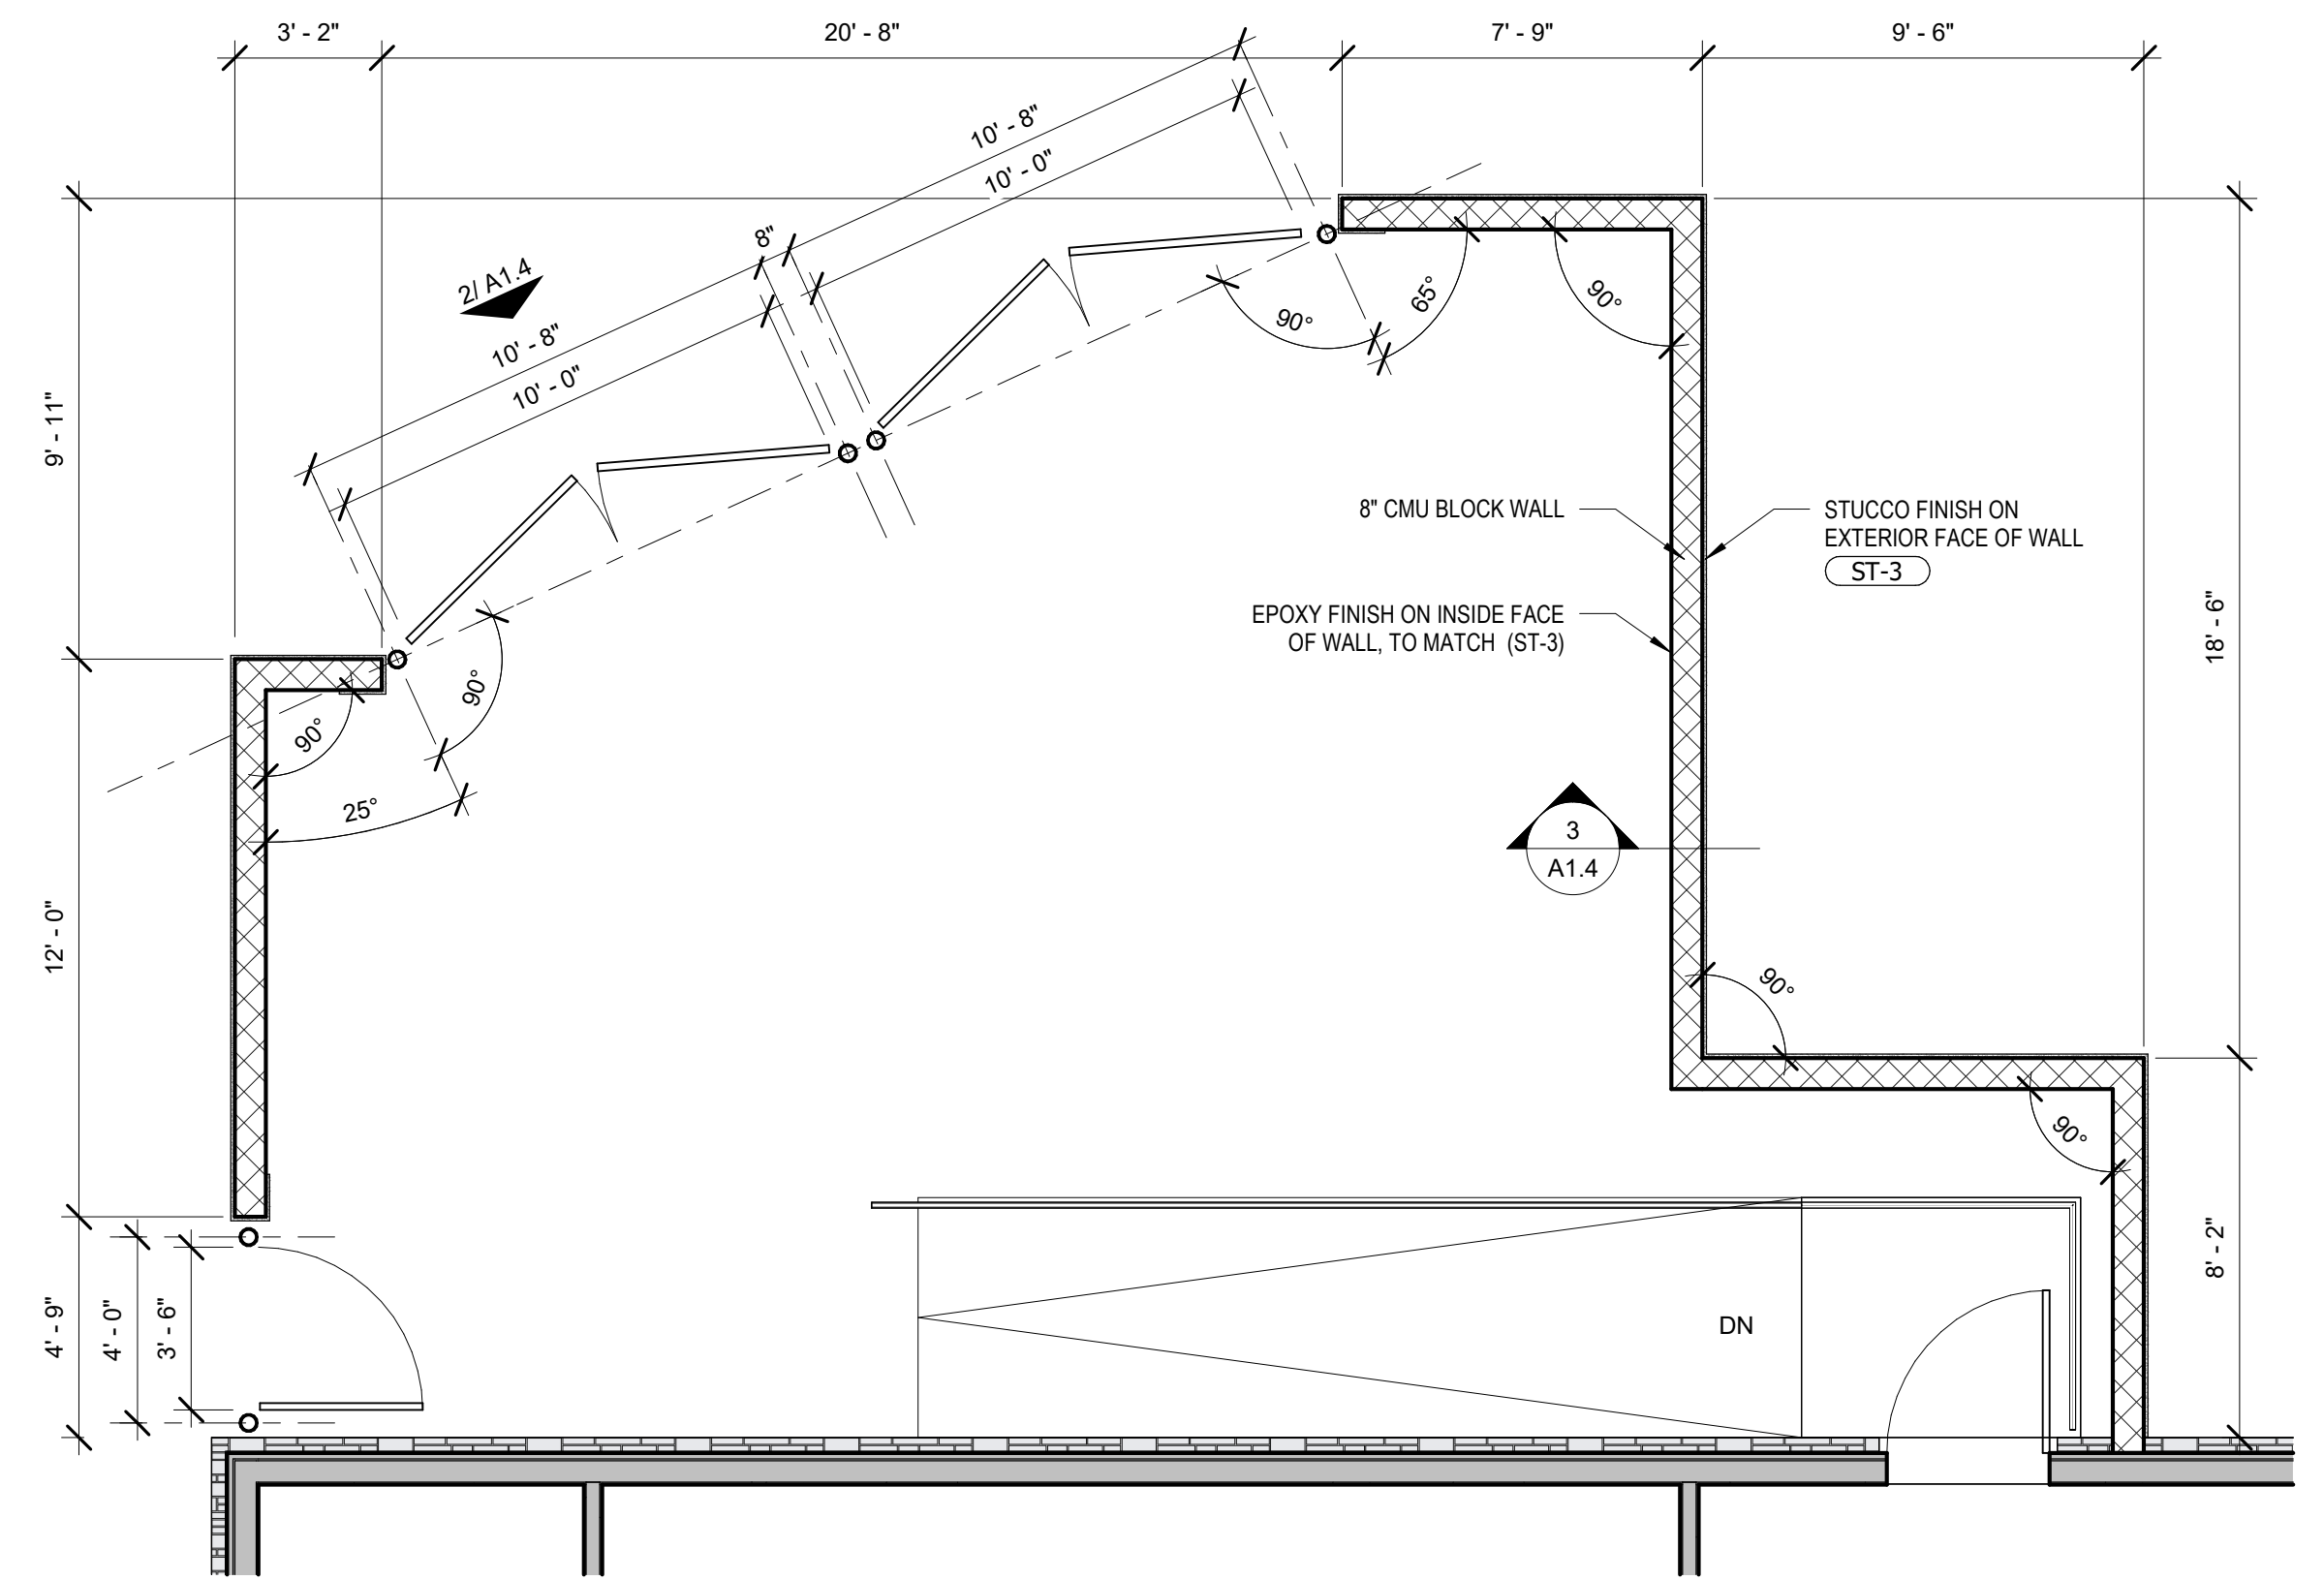 3' - 2"
20' - 8"
7' - 9"
9' - 6"
10' - 8"
10' - 0"
8"
2/ A1.4
10' - 8"
10' - 0"
65°
90°
90°
9' - 11"
8" CMU BLOCK WALL
STUCCO FINISH ON
EXTERIOR FACE OF WALL
ST-3
EPOXY FINISH ON INSIDE FACE
OF WALL, TO MATCH (ST-3)
18' - 6"
90°
90°
25°
3
A1.4
12' - 0"
90°
90°
8' - 2"
4' - 9"
4' - 0"
3' - 6"
DN